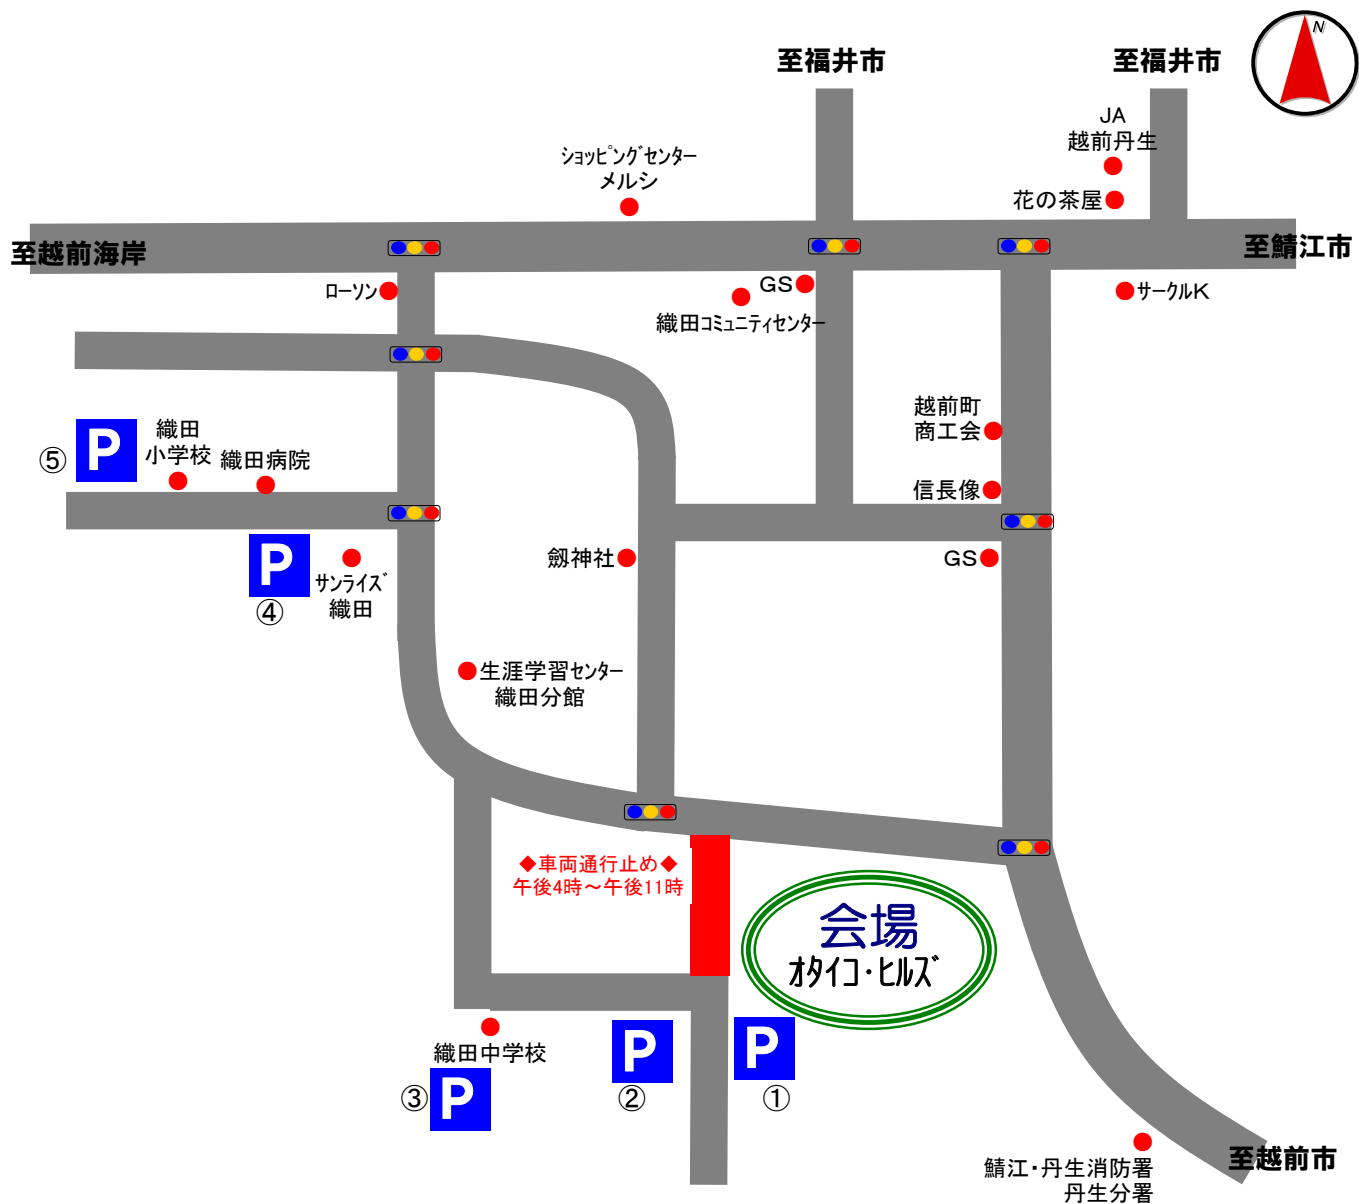 N
至福井市
至福井市
JA
越前丹生
ショッピングセンター
メルシ
花の茶屋
至越前海岸
至鯖江市
ローソン
GS
サークルK
織田コミュニティセンター
越前町
商工会
⑤
P
織田
小学校
織田病院
信長像
P
④
サンライズ
織田
劔神社
GS
生涯学習センター
織田分館
◆車両通行止め◆
午後4時～午後11時
会場
オタイコ・ヒルズ
織田中学校
③
P
P
②
P
①
鯖江・丹生消防署
丹生分署
至越前市